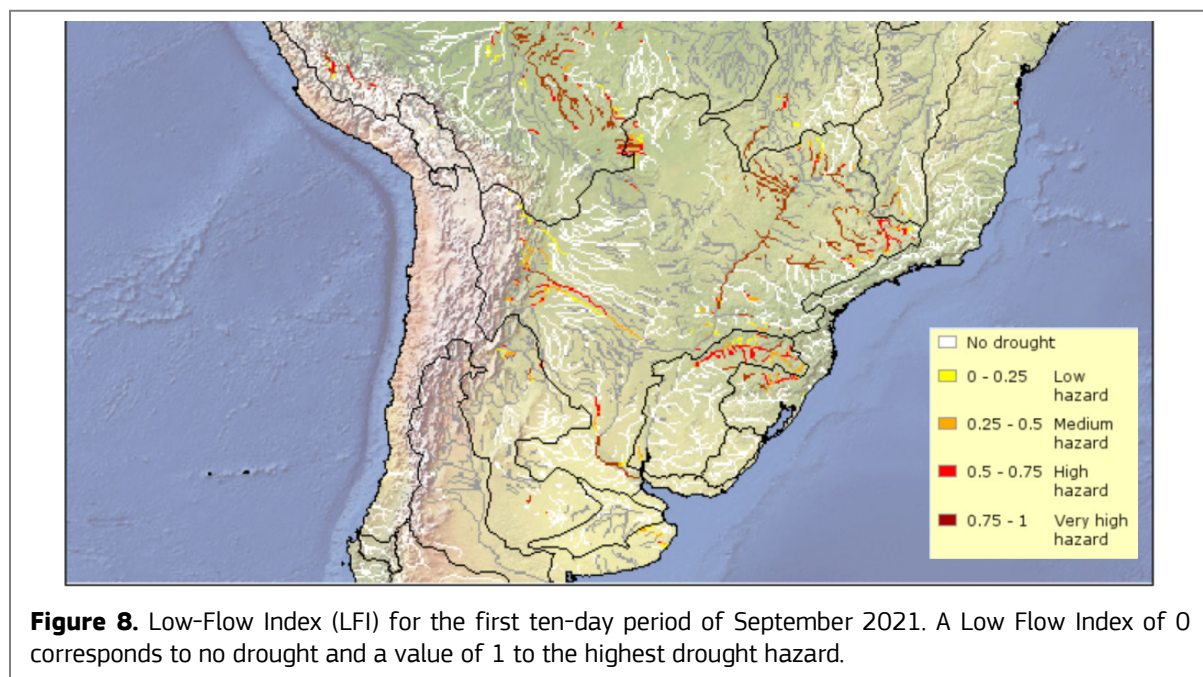 No drought
0 - 0.25 Low
hazard
0.25 - 0.5 Medium
hazard
0.5 - 0.75 High
hazard
0.75 - 1 Very high
hazard
Figure 8. Low-Flow Index (LFI) for the first ten-day period of September 2021. A Low Flow Index of 0
corresponds to no drought and a value of 1 to the highest drought hazard.